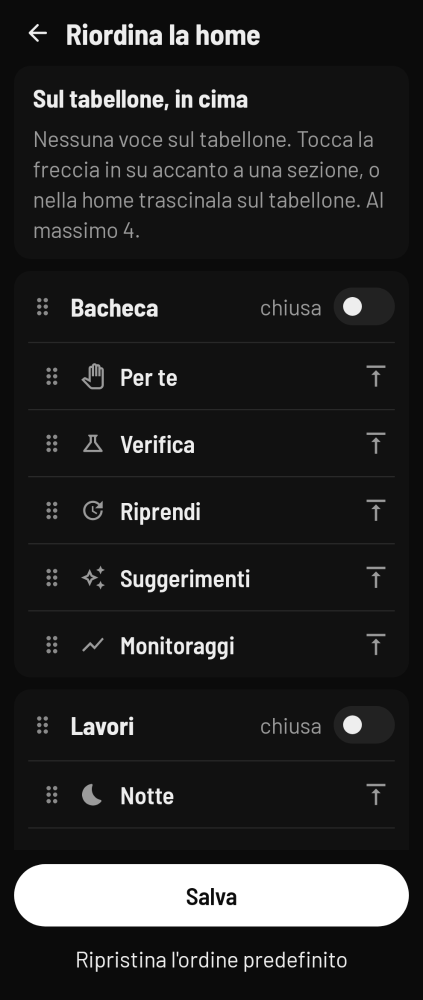 Riordina la home
Sul tabellone, in cima
Nessuna voce sul tabellone. Tocca la
freccia in su accanto a una sezione, o
nella home trascinala sul tabellone. Al
massimo 4.
Bacheca chiusa
Per te
Verifica
Riprendi
Suggerimenti
Monitoraggi
Lavori chiusa
Notte
Salva
Ripristina l'ordine predefinito